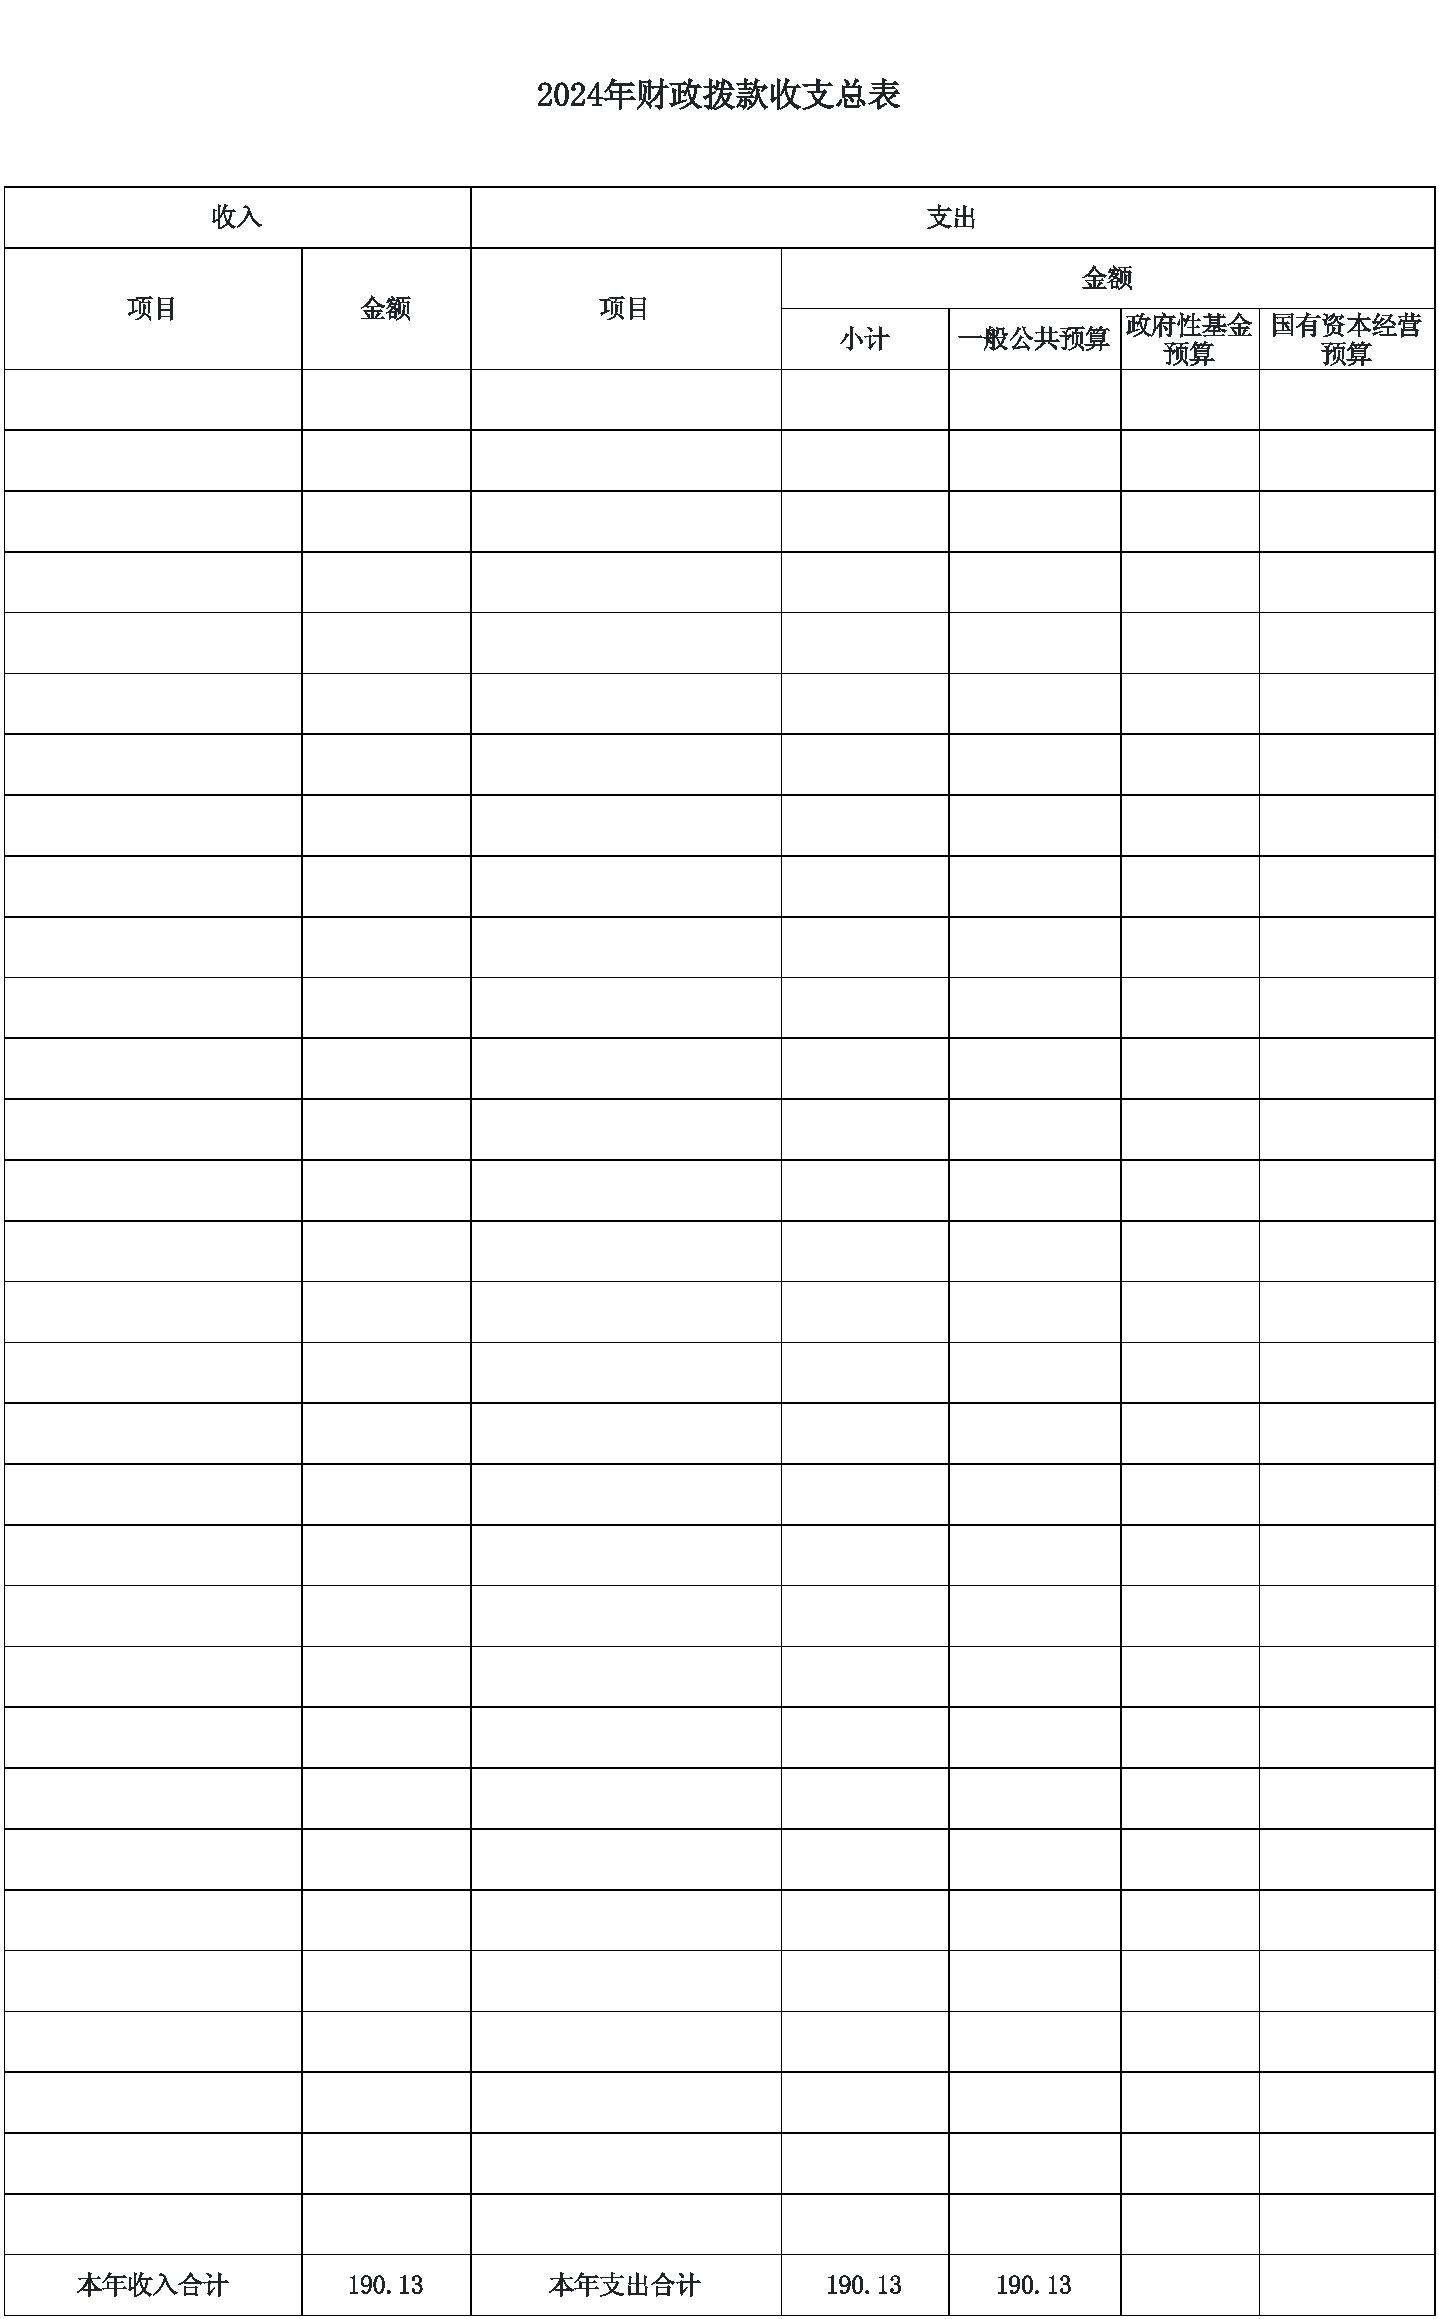 2024年财政拨款收支总表
收入 支出
项目 金额 项目 金额
小计 一般公共预算 政府性基金预算 国有资本经营预算
本年收入合计 190.13 本年支出合计 190.13 190.13